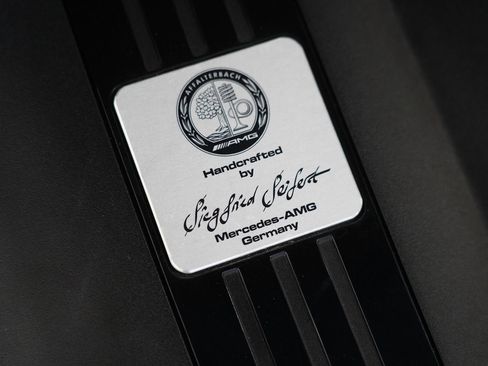 AFFALTERBACH
AMG
Handcrafted
by
Siegfried Seifert
Mercedes-AMG
Germany